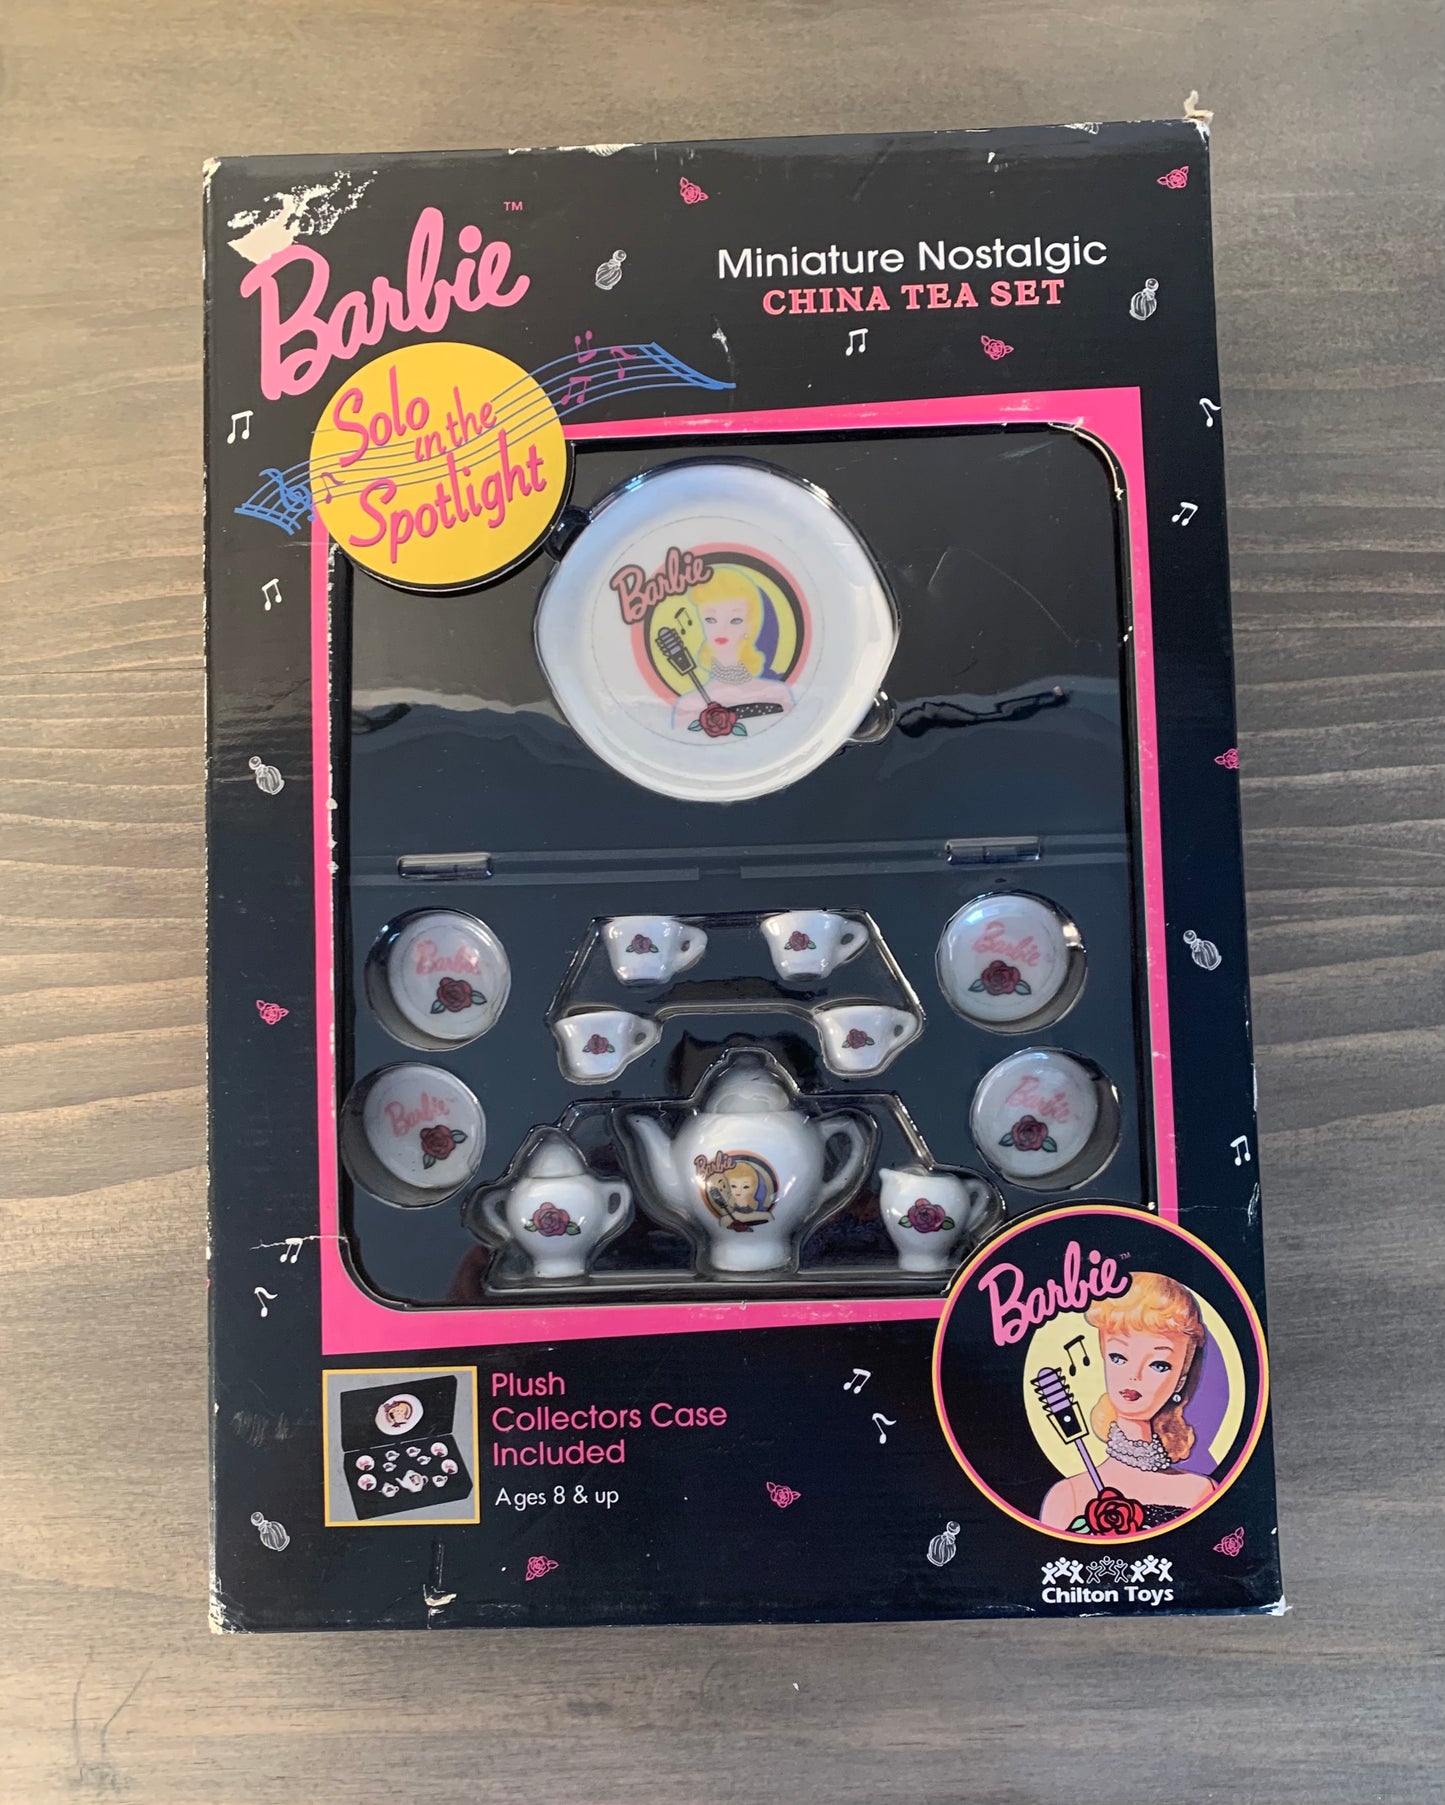 Barbie™
Miniature Nostalgic
CHINA TEA SET
Solo
in the
Spotlight
Barbie
Barbie
Barbie™
Barbie
Barbie
Barbie
Barbie™
Plush
Collectors Case
Included
Ages 8 & up
Chilton Toys